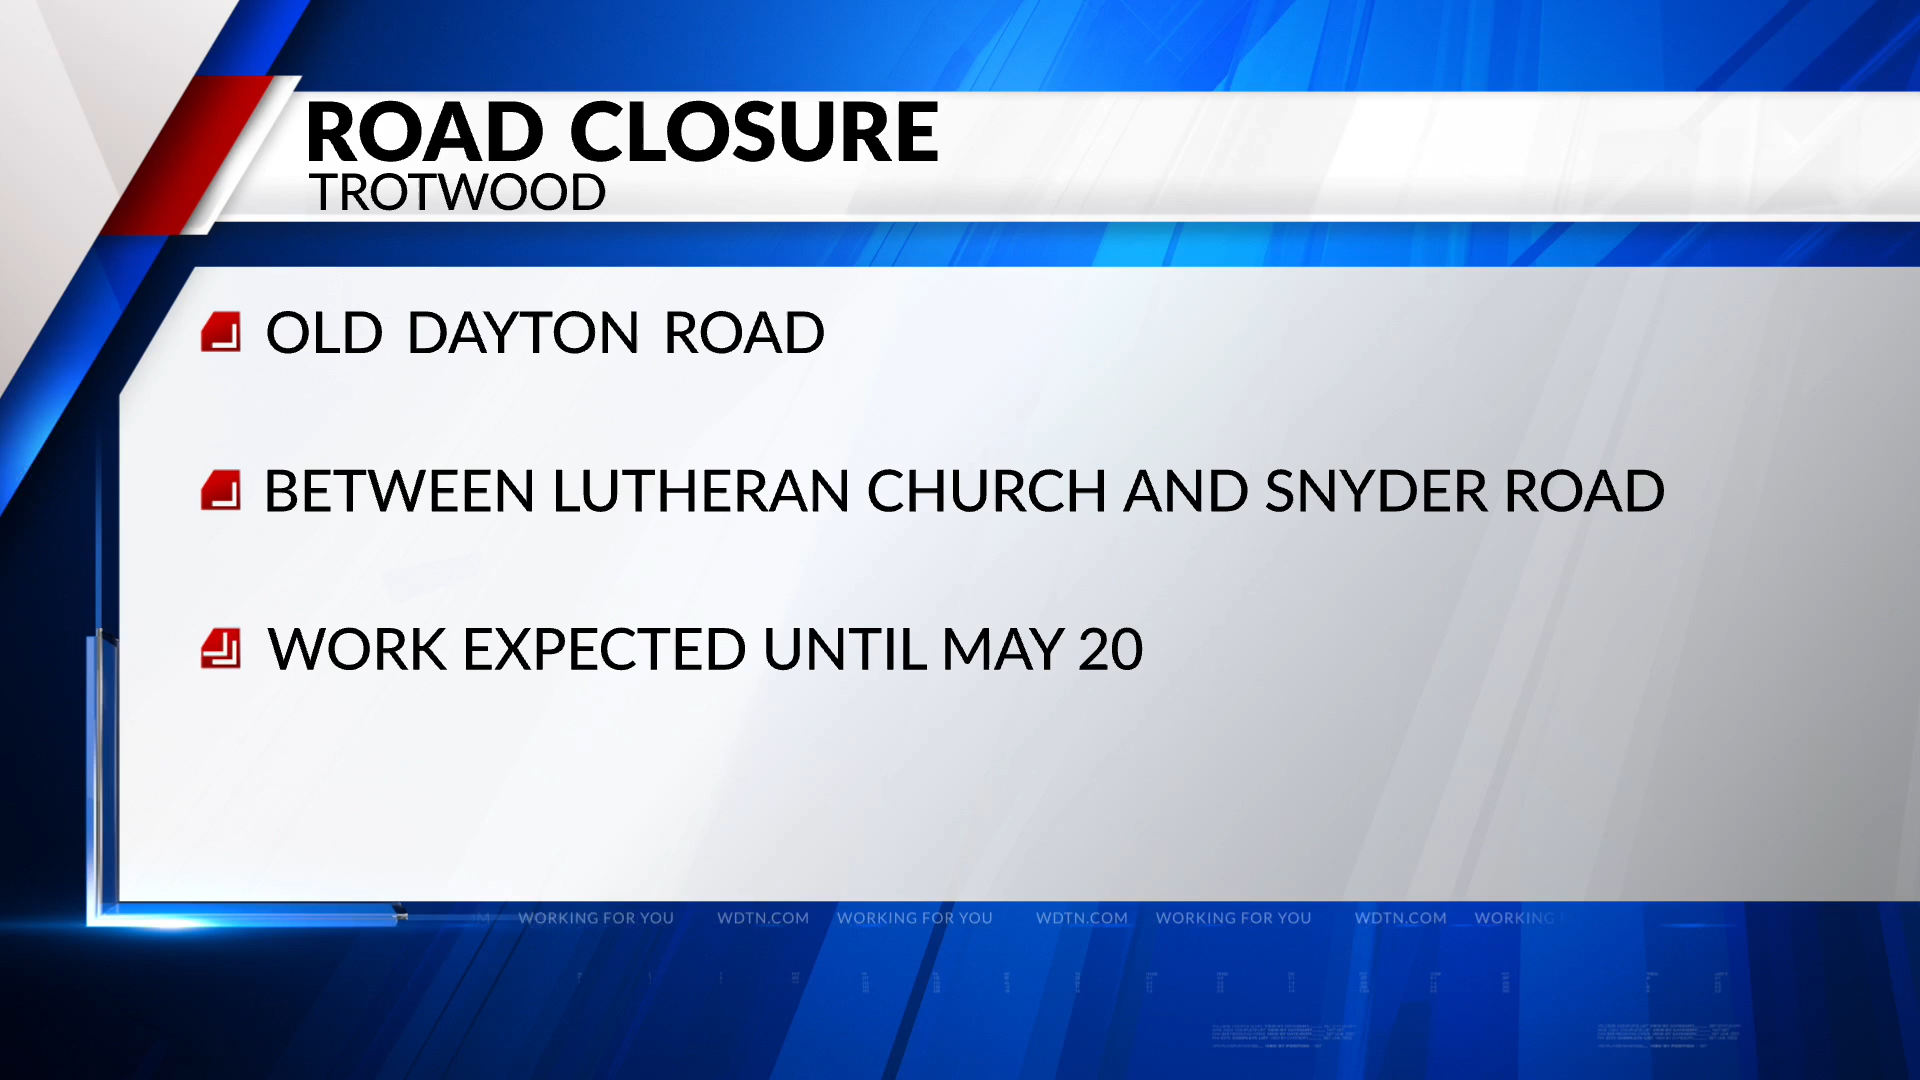 ROAD CLOSURE
TROTWOOD
OLD DAYTON ROAD
BETWEEN LUTHERAN CHURCH AND SNYDER ROAD
WORK EXPECTED UNTIL MAY 20
WORKING FOR YOU WDTN.COM WORKING FOR YOU WDTN.COM WORKING FOR YOU WDTN.COM WORKING